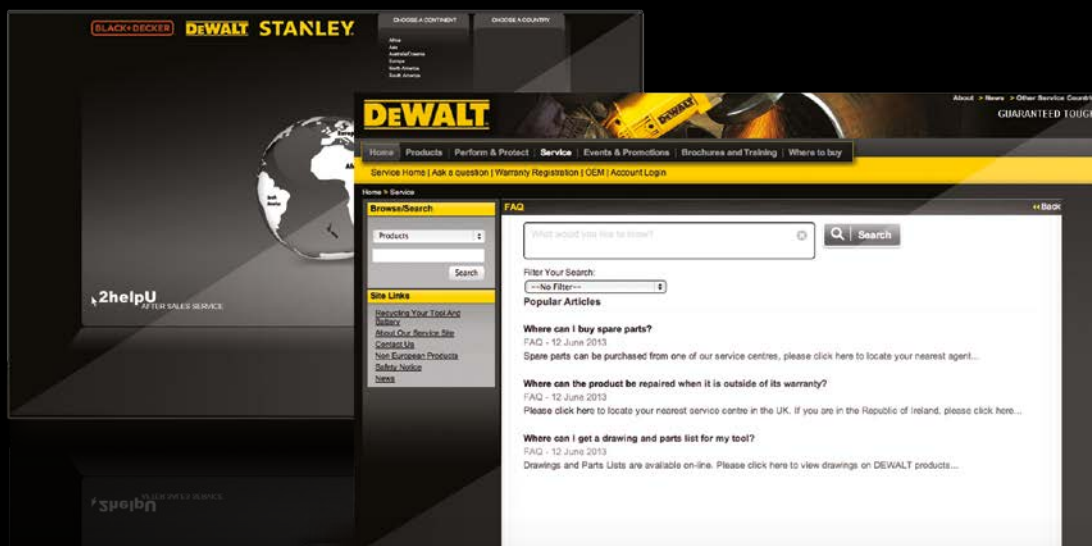 BLACK+DECKER DEWALT STANLEY
CHOOSE A CONTINENT
CHOOSE A COUNTRY
Africa
Asia
Australia/Oceania
Europe
North America
South America
2helpU
AFTER SALES SERVICE
DEWALT
About > News > Other Service Countri
GUARANTEED TOUGH
Home | Products | Perform & Protect | Service | Events & Promotions | Brochures and Training | Where to buy
Service Home | Ask a question | Warranty Registration | OEM | Account Login
Home > Service
Browse/Search
Products
Search
Site Links
Recycling Your Tool And
Battery
About Our Service Site
Contact Us
Non European Products
Safety Notice
News
FAQ
Back
What would you like to know?
Search
Filter Your Search:
--No Filter--
Popular Articles
Where can I buy spare parts?
FAQ - 12 June 2013
Spare parts can be purchased from one of our service centres, please click here to locate your nearest agent...
Where can the product be repaired when it is outside of its warranty?
FAQ - 12 June 2013
Please click here to locate your nearest service centre in the UK. If you are in the Republic of Ireland, please click here...
Where can I get a drawing and parts list for my tool?
FAQ - 12 June 2013
Drawings and Parts Lists are available on-line. Please click here to view drawings on DEWALT products...